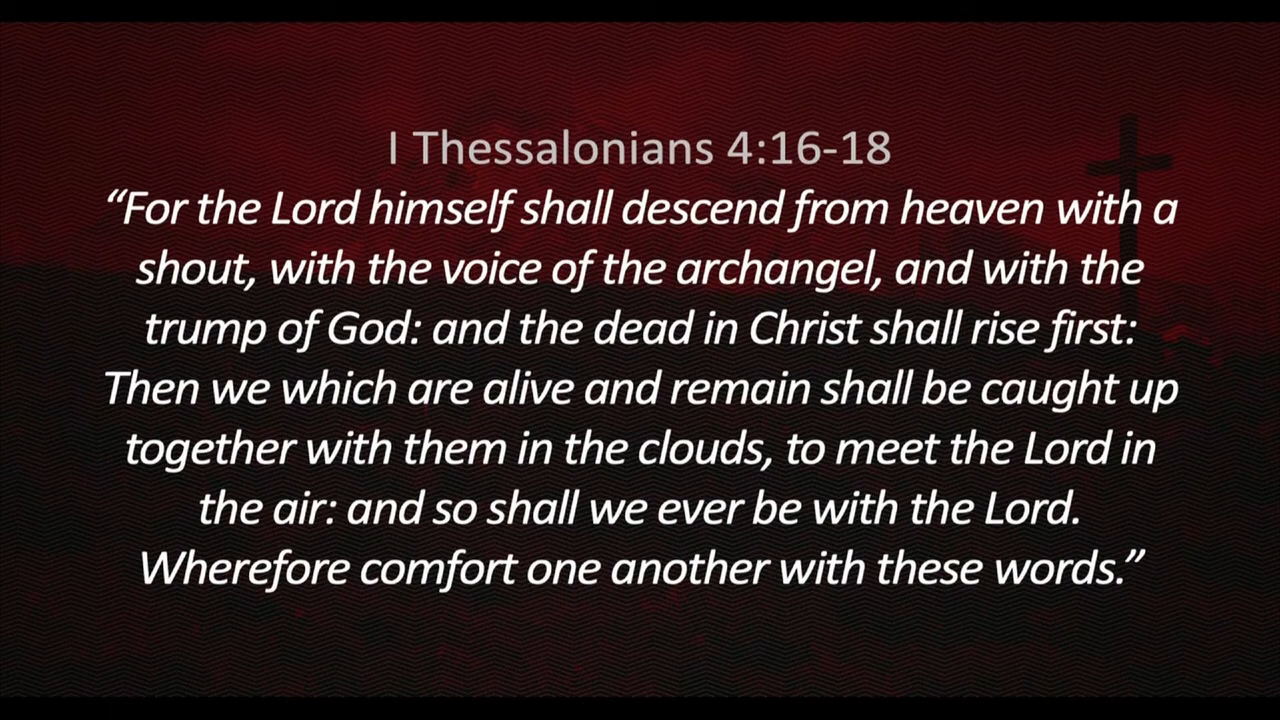 I Thessalonians 4:16-18
“For the Lord himself shall descend from heaven with a
shout, with the voice of the archangel, and with the
trump of God: and the dead in Christ shall rise first:
Then we which are alive and remain shall be caught up
together with them in the clouds, to meet the Lord in
the air: and so shall we ever be with the Lord.
Wherefore comfort one another with these words.”